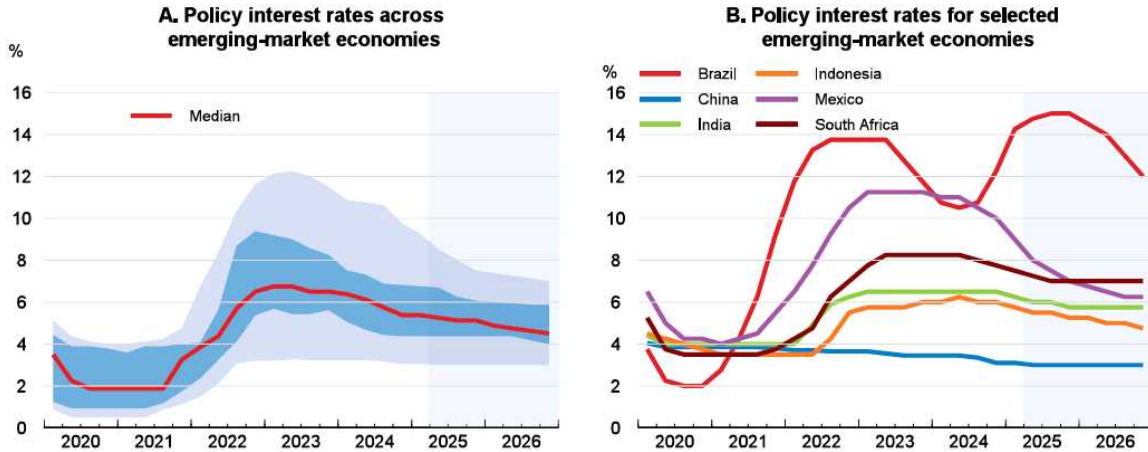 A. Policy interest rates across
emerging-market economies
%
16
14
12
10
8
6
4
2
0
Median
2020 2021 2022 2023 2024 2025 2026
B. Policy interest rates for selected
emerging-market economies
%
Brazil Indonesia
China Mexico
India South Africa
16
14
12
10
8
6
4
2
0
2020 2021 2022 2023 2024 2025 2026